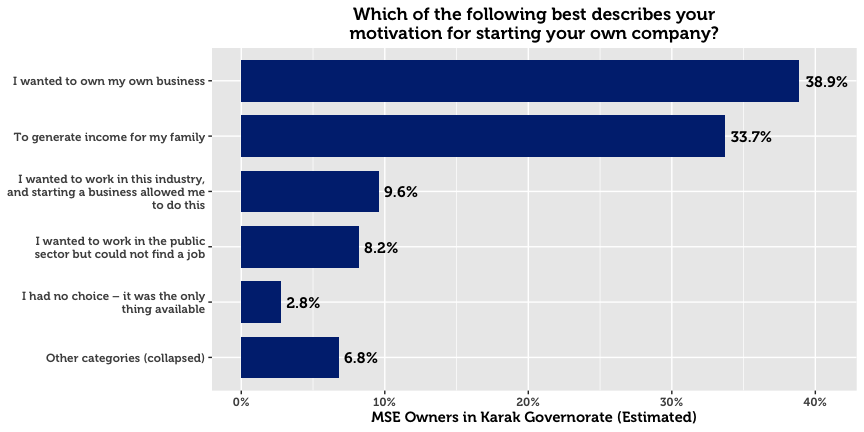 Which of the following best describes your
motivation for starting your own company?
I wanted to own my own business
38.9%
To generate income for my family
33.7%
I wanted to work in this industry,
and starting a business allowed me
to do this
9.6%
I wanted to work in the public
sector but could not find a job
8.2%
I had no choice – it was the only
thing available
2.8%
Other categories (collapsed)
6.8%
0% 10% 20% 30% 40%
MSE Owners in Karak Governorate (Estimated)